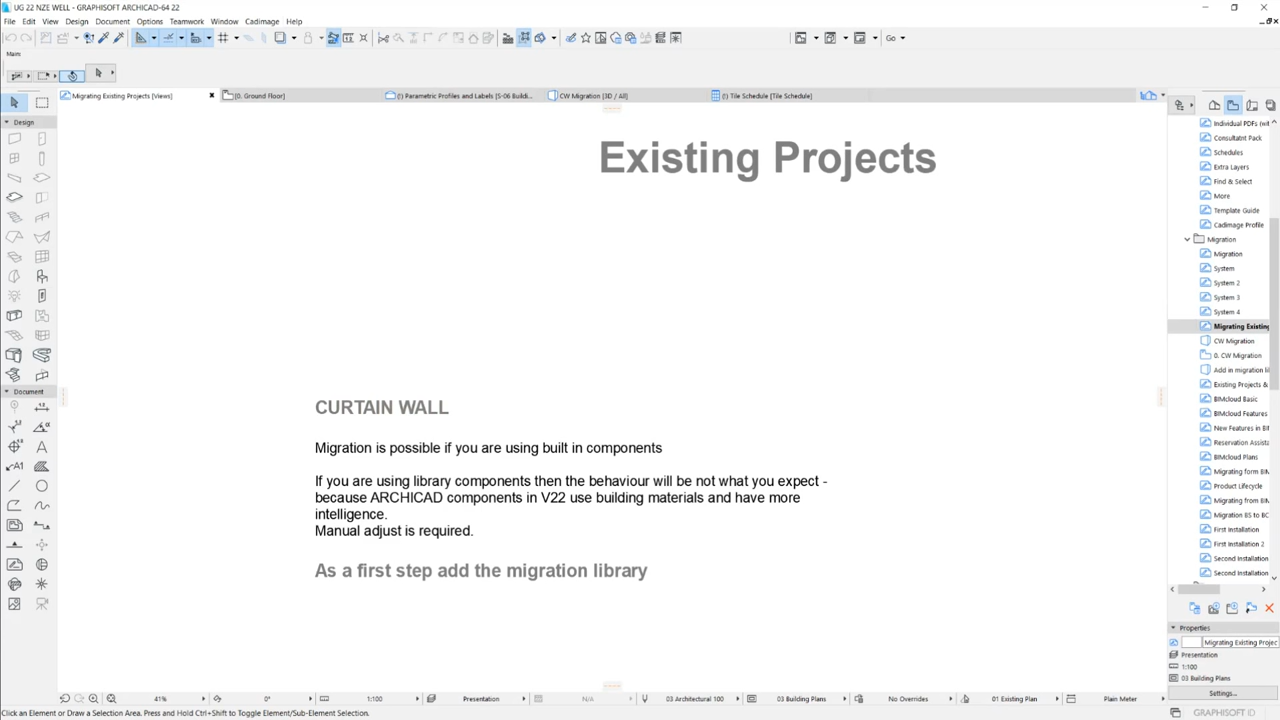 UG 22 NZE WELL - GRAPHISOFT ARCHICAD-64 22
File Edit View Design Document Options Teamwork Window Cadimage Help
Go
Main
Migrating Existing Projects [Views]
(0. Ground Floor]
(!) Parametric Profiles and Labels [S-06 Buildi...
CW Migration [3D / All]
(!) Tile Schedule [Tile Schedule]
Design
Document
Existing Projects
CURTAIN WALL
Migration is possible if you are using built in components
If you are using library components then the behaviour will be not what you expect -
because ARCHICAD components in V22 use building materials and have more
intelligence.
Manual adjust is required.
As a first step add the migration library
Individual PDFs (wit
Consultatnt Pack
Schedules
Extra Layers
Find & Select
More
Template Guide
Cadimage Profile
Migration
Migration
System
System 2
System 3
System 4
Migrating Existing
CW Migration
0. CW Migration
Add in migration li
Existing Projects &
BIMcloud Basic
BIMcloud Features
New Features in BI
Reservation Assista
BIMcloud Plans
Migrating form BIM
Product Lifecycle
Migrating from BIM
Migration BS to BC
First installation
First installation 2
Second Installation
Second Installation
Properties
Migrating Existing Projec
Presentation
1:100
03 Building Plans
Settings...
41% 0° 1:100 Presentation N/A 03 Architectural 100 03 Building Plans No Overrides 01 Existing Plan Plain Meter
Click an Element or Draw a Selection Area. Press and Hold Ctrl+Shift to Toggle Element/Sub-Element Selection.
GRAPHISOFT ID